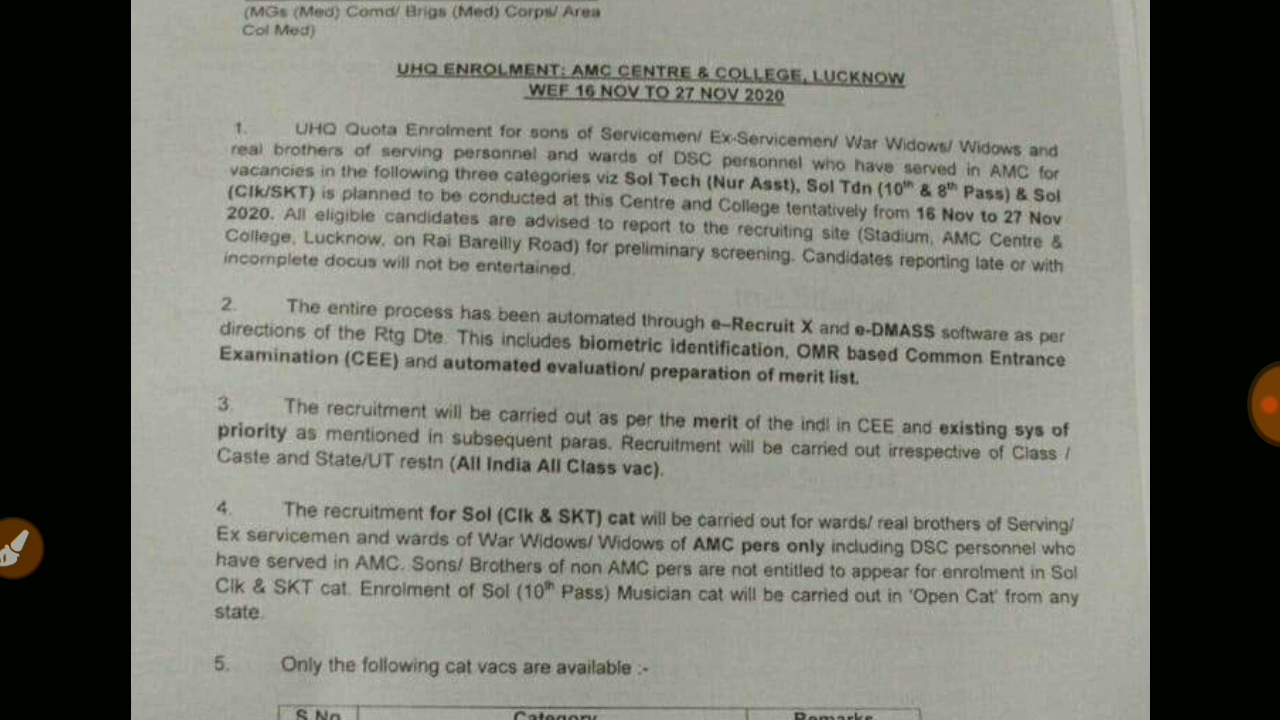 (MGs (Med) Comd/ Brigs (Med) Corps/ Area
Col Med)
UHQ ENROLMENT: AMC CENTRE & COLLEGE, LUCKNOW
WEF 16 NOV TO 27 NOV 2020
1. UHQ Quota Enrolment for sons of Servicemen/ Ex-Servicemen/ War Widows/ Widows and
real brothers of serving personnel and wards of DSC personnel who have served in AMC for
vacancies in the following three categories viz Sol Tech (Nur Asst), Sol Tdn (10th & 8th Pass) & Sol
(Clk/SKT) is planned to be conducted at this Centre and College tentatively from 16 Nov to 27 Nov
2020. All eligible candidates are advised to report to the recruiting site (Stadium, AMC Centre &
College, Lucknow, on Rai Bareilly Road) for preliminary screening. Candidates reporting late or with
incomplete docus will not be entertained.
2. The entire process has been automated through e–Recruit X and e-DMASS software as per
directions of the Rtg Dte. This includes biometric identification, OMR based Common Entrance
Examination (CEE) and automated evaluation/ preparation of merit list.
3. The recruitment will be carried out as per the merit of the indl in CEE and existing sys of
priority as mentioned in subsequent paras. Recruitment will be carried out irrespective of Class /
Caste and State/UT restn (All India All Class vac).
4. The recruitment for Sol (Clk & SKT) cat will be carried out for wards/ real brothers of Serving/
Ex servicemen and wards of War Widows/ Widows of AMC pers only including DSC personnel who
have served in AMC. Sons/ Brothers of non AMC pers are not entitled to appear for enrolment in Sol
Clk & SKT cat. Enrolment of Sol (10th Pass) Musician cat will be carried out in 'Open Cat' from any
state.
5. Only the following cat vacs are available :-
S.No Category Remarks